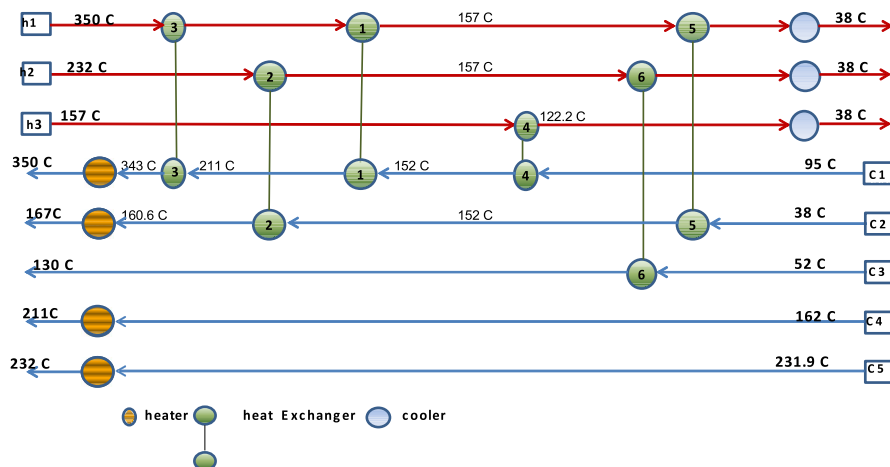 h1 350 C 3 1 157 C 5 38 C
h2 232 C 2 157 C 6 38 C
h3 157 C 4 122.2 C 38 C
350 C 343 C 3 211 C 1 152 C 4 95 C C1
167C 160.6 C 2 152 C 5 38 C C2
130 C 6 52 C C3
211C 162 C C4
232 C 231.9 C C5
heater heat Exchanger cooler